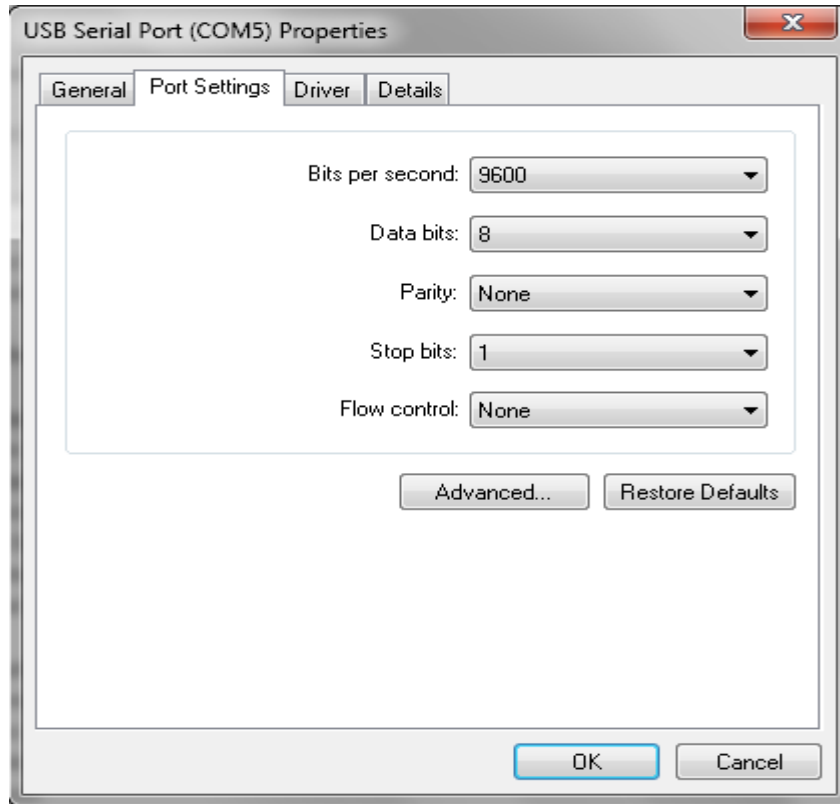 USB Serial Port (COM5) Properties
General Port Settings Driver Details
Bits per second: 9600
Data bits: 8
Parity: None
Stop bits: 1
Flow control: None
Advanced... Restore Defaults
OK Cancel